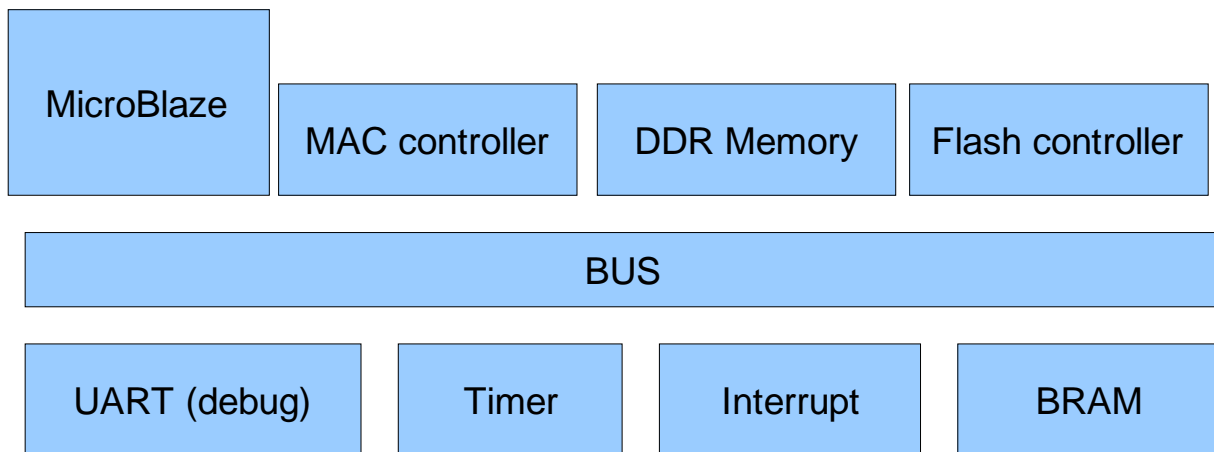 MicroBlaze
MAC controller
DDR Memory
Flash controller
BUS
UART (debug)
Timer
Interrupt
BRAM